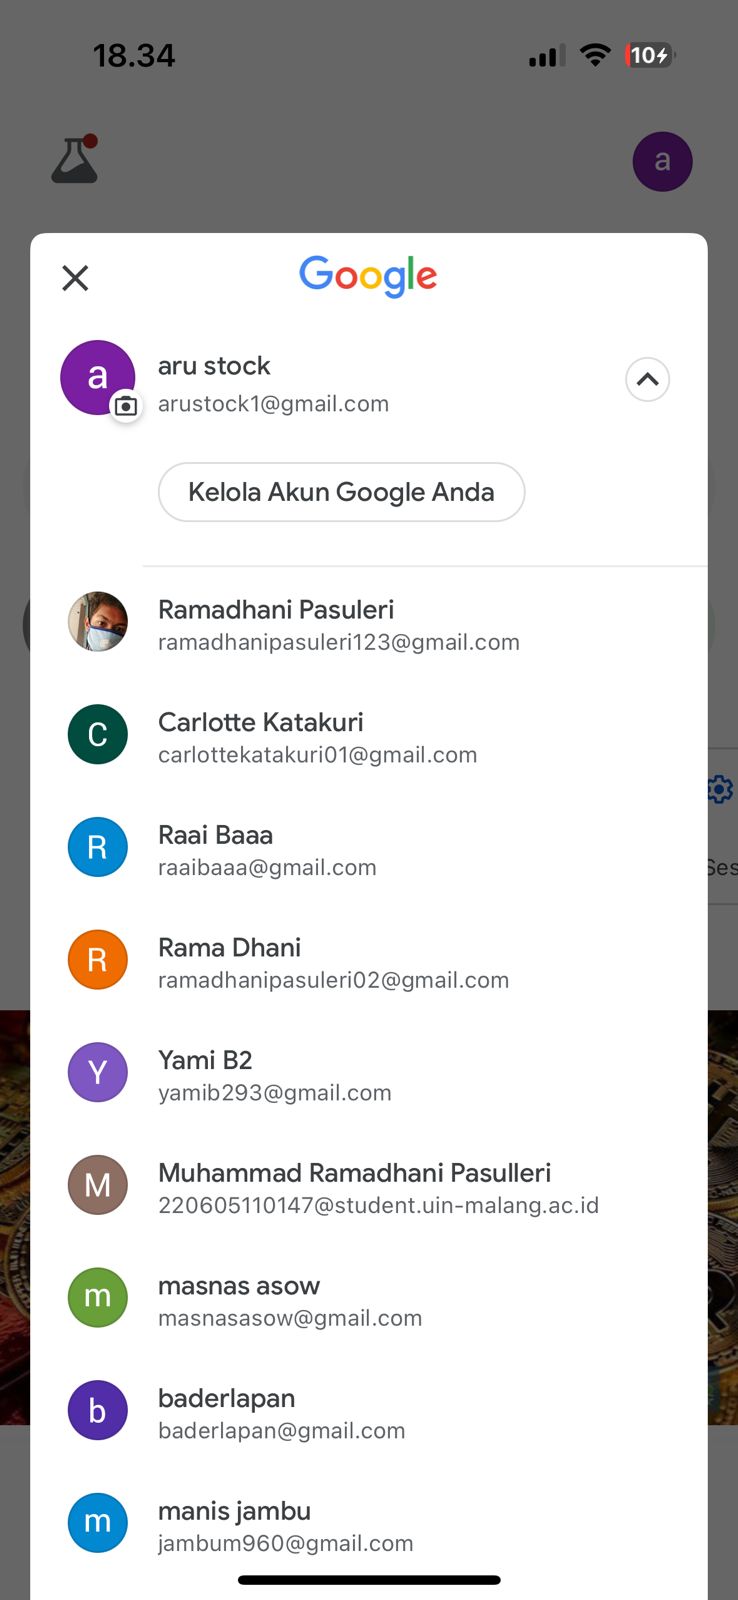 18.34
10
a
Google
a
aru stock
arustock1@gmail.com
Kelola Akun Google Anda
Ramadhani Pasuleri
ramadhanipasuleri123@gmail.com
C
Carlotte Katakuri
carlottekatakuri01@gmail.com
R
Raai Baaa
raaibaaa@gmail.com
Ses
R
Rama Dhani
ramadhanipasuleri02@gmail.com
Y
Yami B2
yamib293@gmail.com
M
Muhammad Ramadhani Pasulleri
220605110147@student.uin-malang.ac.id
m
masnas asow
masnasasow@gmail.com
b
baderlapan
baderlapan@gmail.com
m
manis jambu
jambum960@gmail.com